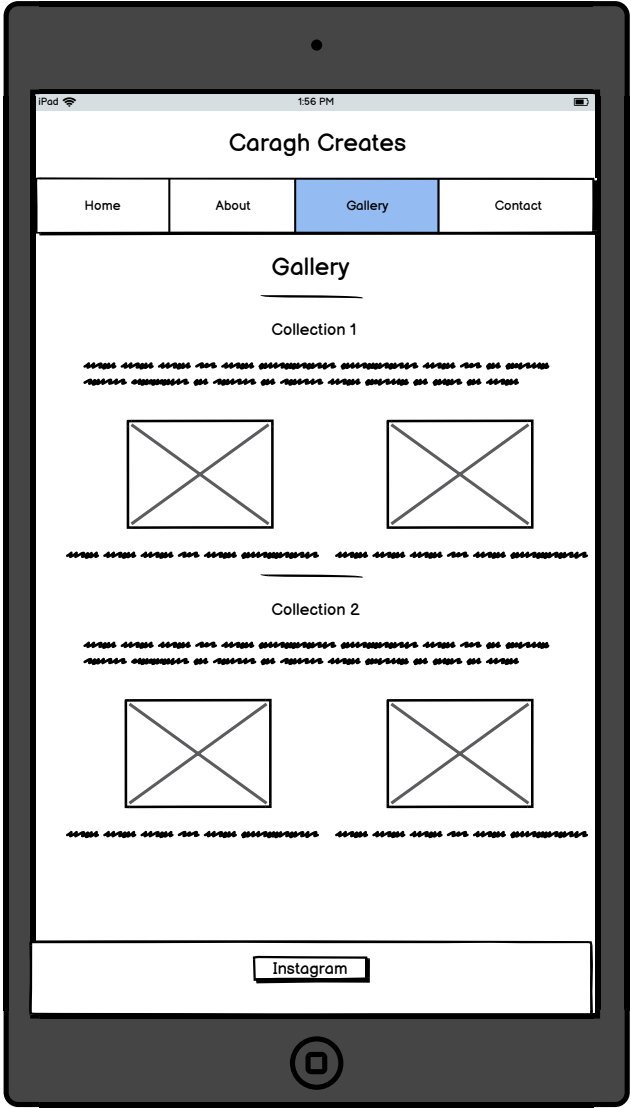 iPad 1:56 PM
Caragh Creates
Home About Gallery Contact
Gallery
Collection 1
Collection 2
Instagram